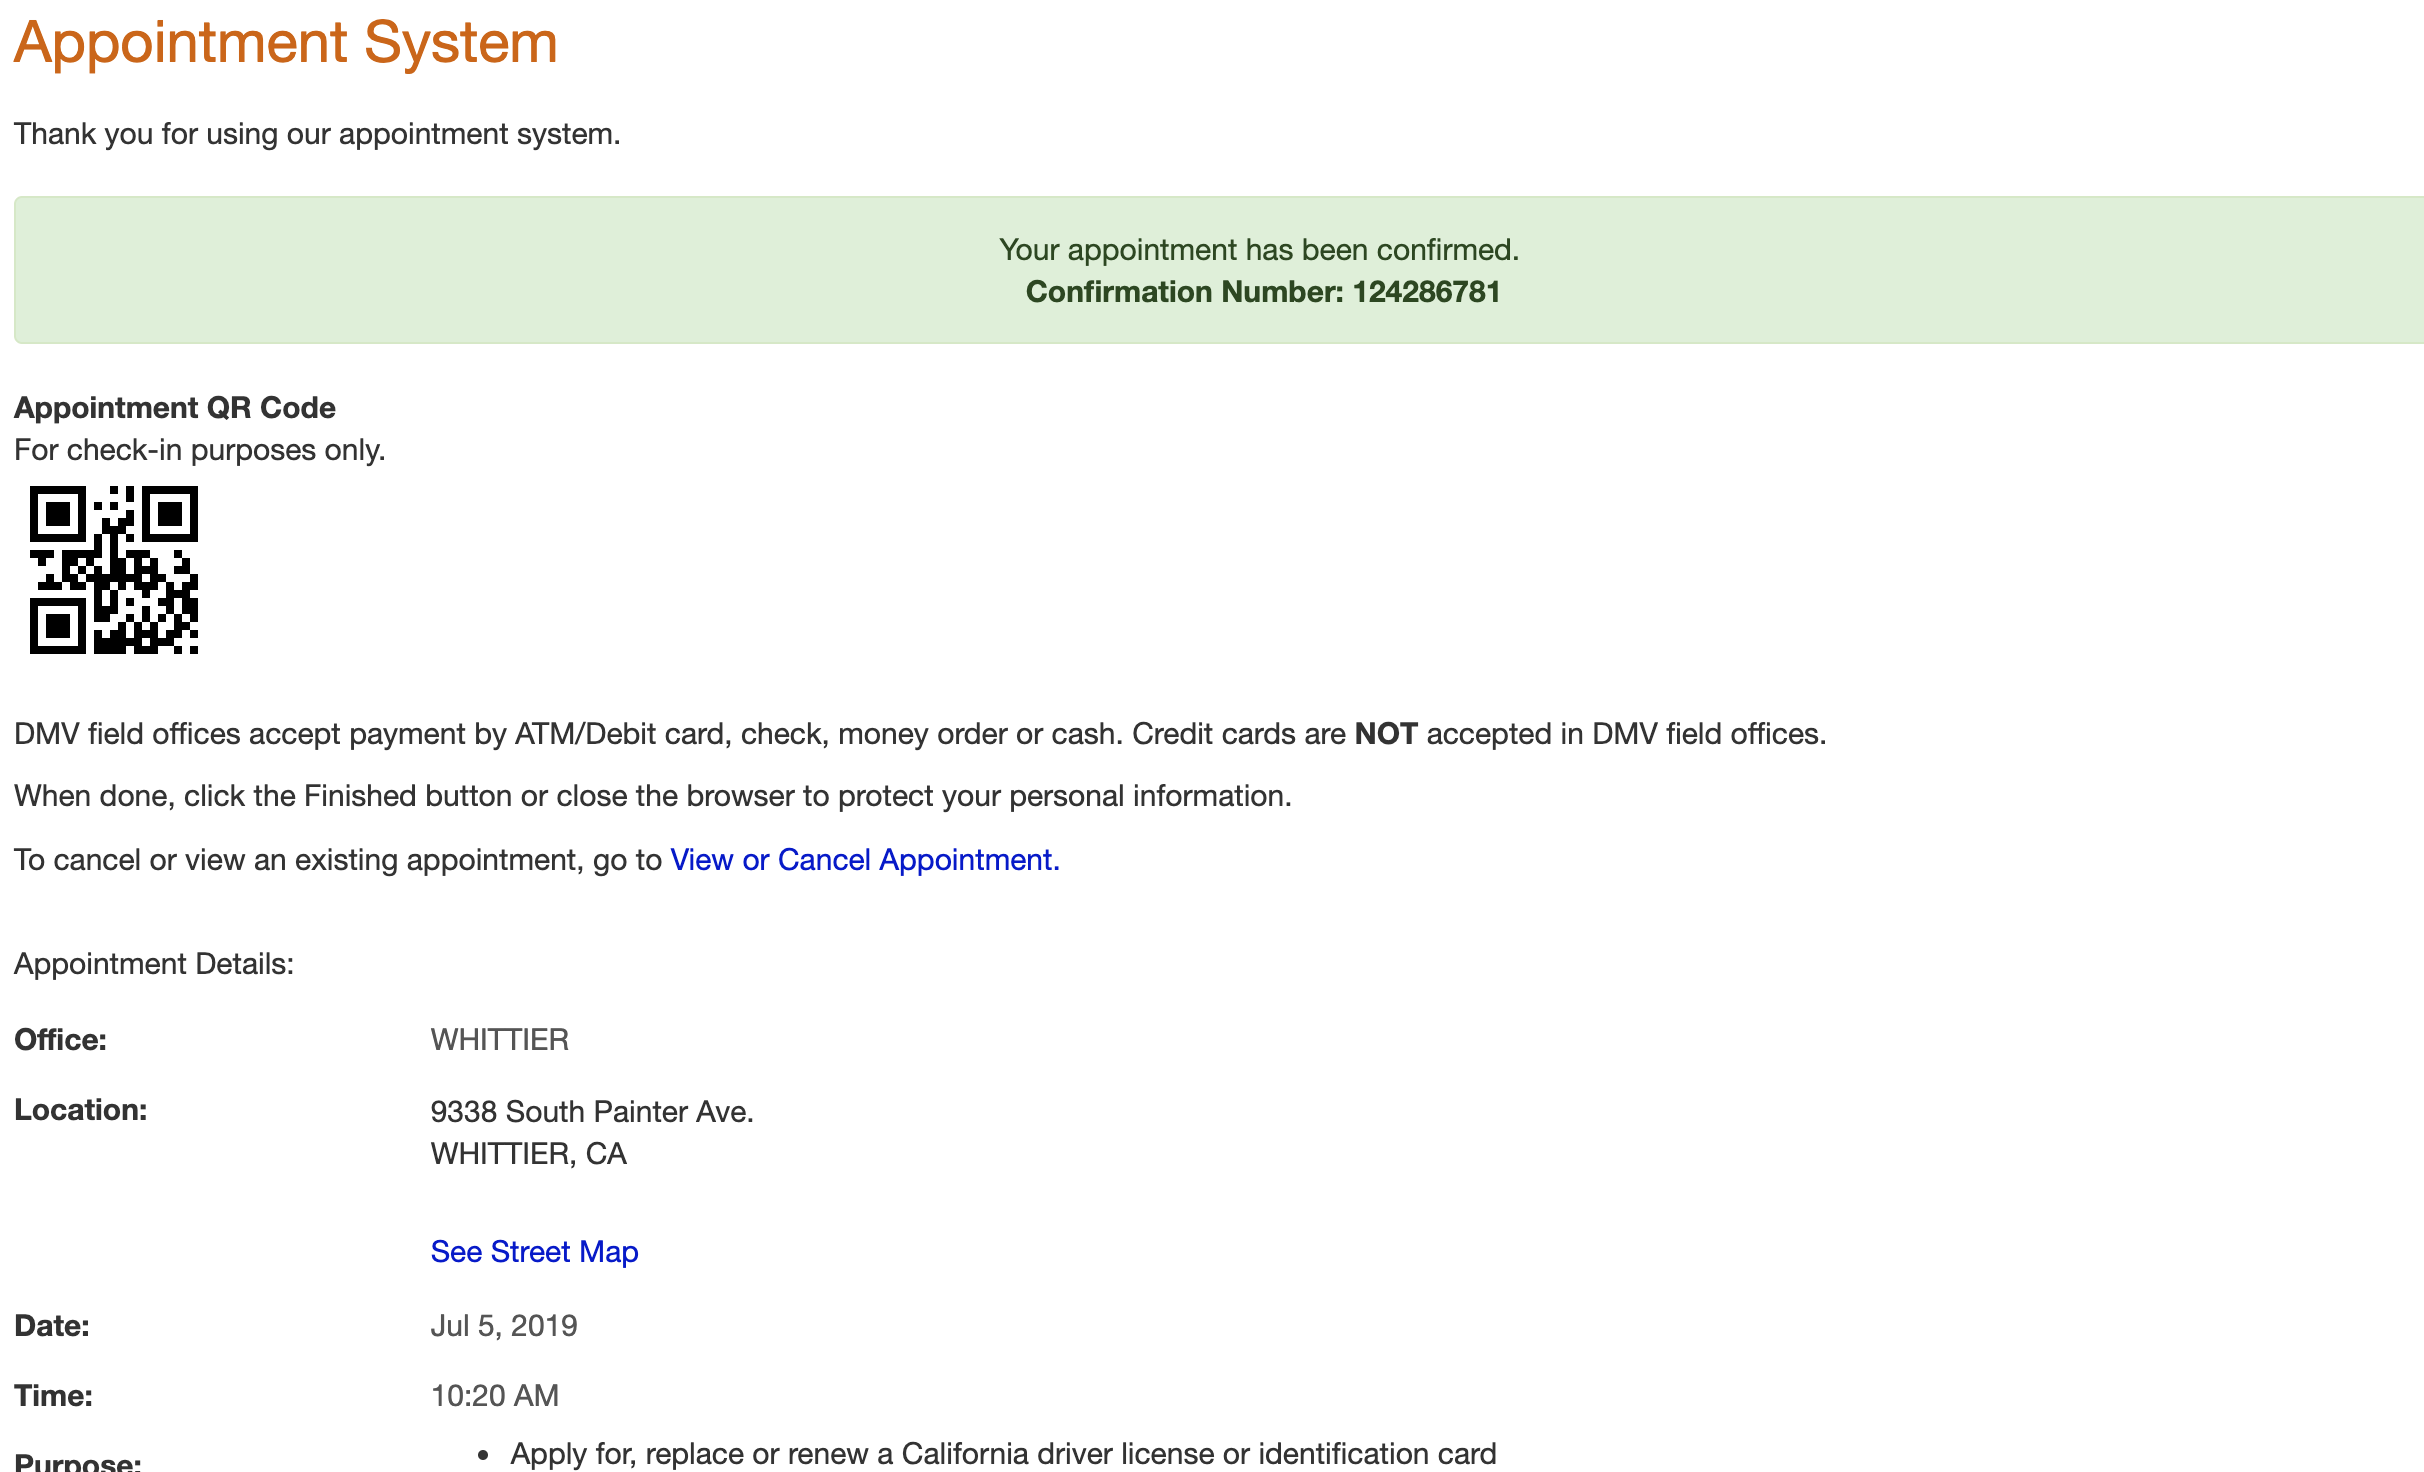 Appointment System
Thank you for using our appointment system.
Your appointment has been confirmed.
Confirmation Number: 124286781
Appointment QR Code
For check-in purposes only.
DMV field offices accept payment by ATM/Debit card, check, money order or cash. Credit cards are NOT accepted in DMV field offices.
When done, click the Finished button or close the browser to protect your personal information.
To cancel or view an existing appointment, go to View or Cancel Appointment.
Appointment Details:
Office: WHITTIER
Location: 9338 South Painter Ave.
WHITTIER, CA
See Street Map
Date: Jul 5, 2019
Time: 10:20 AM
Purpose: • Apply for, replace or renew a California driver license or identification card